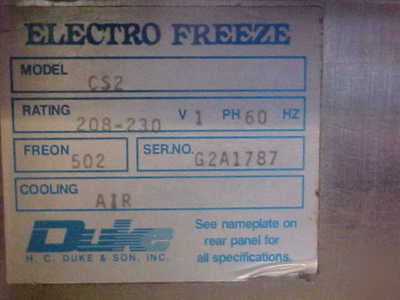 ELECTRO FREEZE
MODEL CS2
RATING 208-230 V 1 PH 60 HZ
FREON 502 SER.NO. G2A1787
COOLING AIR
Duke
H. C. DUKE & SON, INC.
See nameplate on
rear panel for
all specifications.